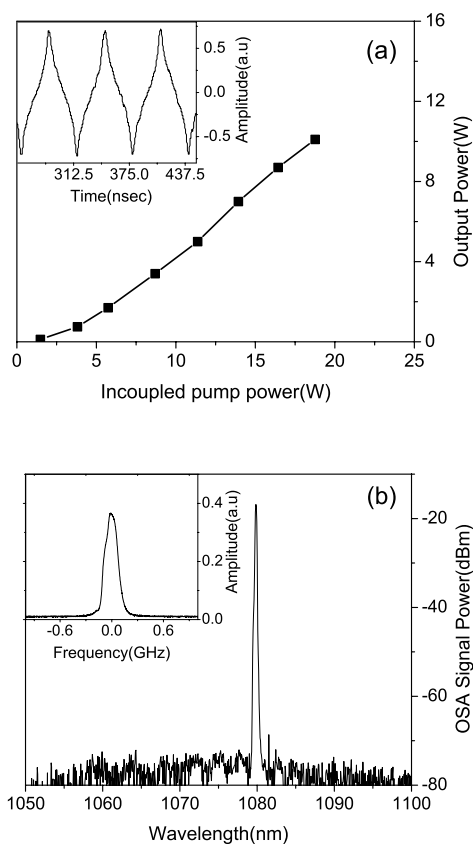 (a)
16
12
8
4
0
Output Power(W)
0.5
0.0
-0.5
Amplitude(a.u)
312.5 375.0 437.5
Time(nsec)
0 5 10 15 20 25
Incoupled pump power(W)
(b)
-20
-40
-60
-80
OSA Signal Power(dBm)
0.4
0.2
0.0
Amplitude(a.u)
-0.6 0.0 0.6
Frequency(GHz)
1050 1060 1070 1080 1090 1100
Wavelength(nm)